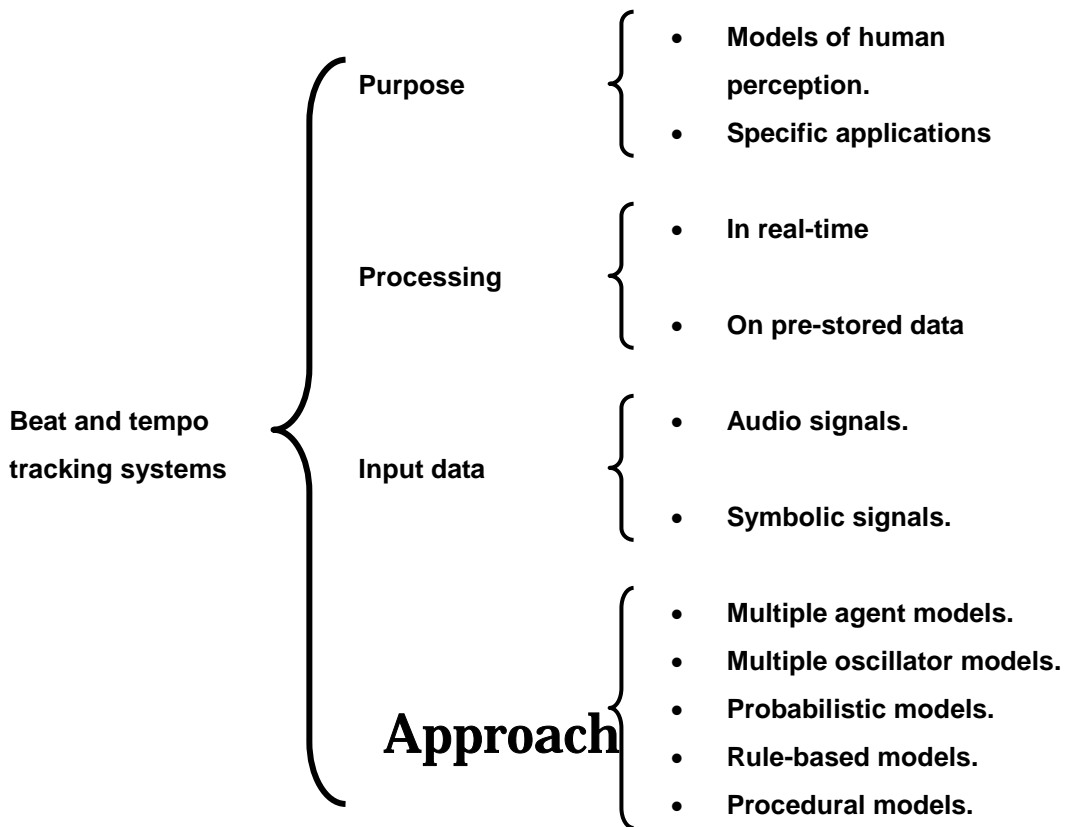 Beat and tempo
tracking systems
Purpose
• Models of human
perception.
• Specific applications
Processing
• In real-time
• On pre-stored data
Input data
• Audio signals.
• Symbolic signals.
Approach
• Multiple agent models.
• Multiple oscillator models.
• Probabilistic models.
• Rule-based models.
• Procedural models.